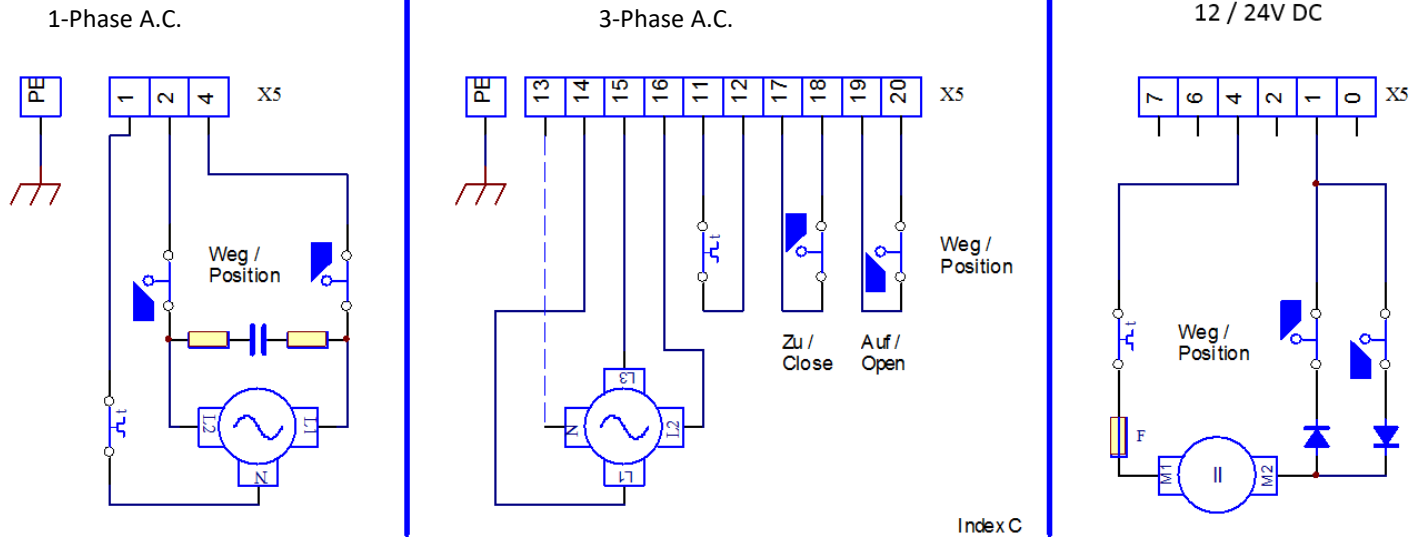 1-Phase A.C.
PE
1 2 4 X5
Weg /
Position
t
L2 L1
N
3-Phase A.C.
PE
13 14 15 16 11 12 17 18 19 20 X5
t
Weg /
Position
Zu /
Close
Auf /
Open
L3
N L2
L1
Index C
12 / 24V DC
7 6 4 2 1 0 X5
t
Weg /
Position
F
M1 II M2